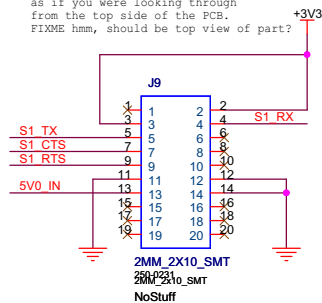 as if you were looking through
from the top side of the PCB.
FIXME hmm, should be top view of part?
+3V3
J9
1 1 2 2
3 3 4 4 S1_RX
S1_TX 5 5 6 6
S1_CTS 7 7 8 8
S1_RTS 9 9 10 10
11 11 12 12
5V0_IN 13 13 14 14
15 15 16 16
17 17 18 18
19 19 20 20
2MM_2X10_SMT
250-0231
2MM_2X10_SMT
NoStuff